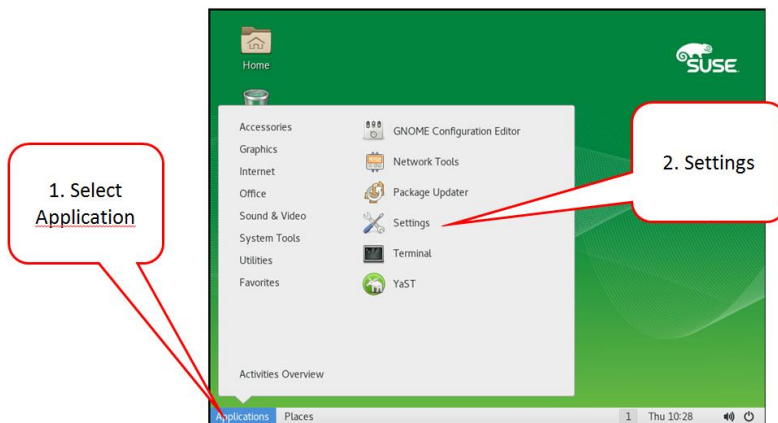 Home
SUSE
Accessories
Graphics
Internet
Office
Sound & Video
System Tools
Utilities
Favorites
Activities Overview
GNOME Configuration Editor
Network Tools
Package Updater
Settings
Terminal
YaST
1. Select
Application
2. Settings
Applications Places 1 Thu 10:28